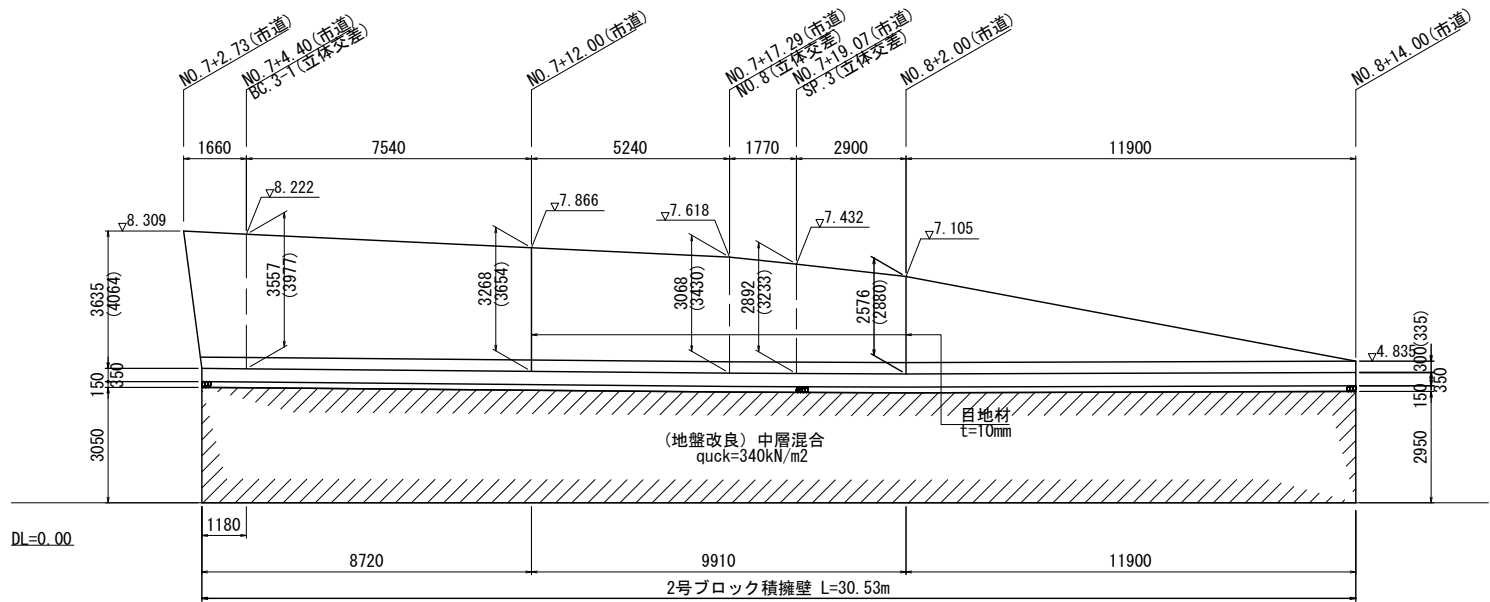 NO.7+2.73(市道)
NO.7+4.40(市道)
BC.3-1(立体交差)
NO.7+12.00(市道)
NO.7+17.29(市道)
NO.8(立体交差)
NO.7+19.07(市道)
SP.3(立体交差)
NO.8+2.00(市道)
NO.8+14.00(市道)
1660
7540
5240
1770
2900
11900
▽8.309
▽8.222
▽7.866
▽7.618
▽7.432
▽7.105
▽4.835
3635
(4064)
3557
(3977)
3268
(3654)
3068
(3430)
2892
(3233)
2576
(2880)
300(335)
350
150
3050
350
150
2950
目地材
t=10mm
(地盤改良) 中層混合
quck=340kN/m2
DL=0.00
1180
8720
9910
11900
2号ブロック積擁壁 L=30.53m